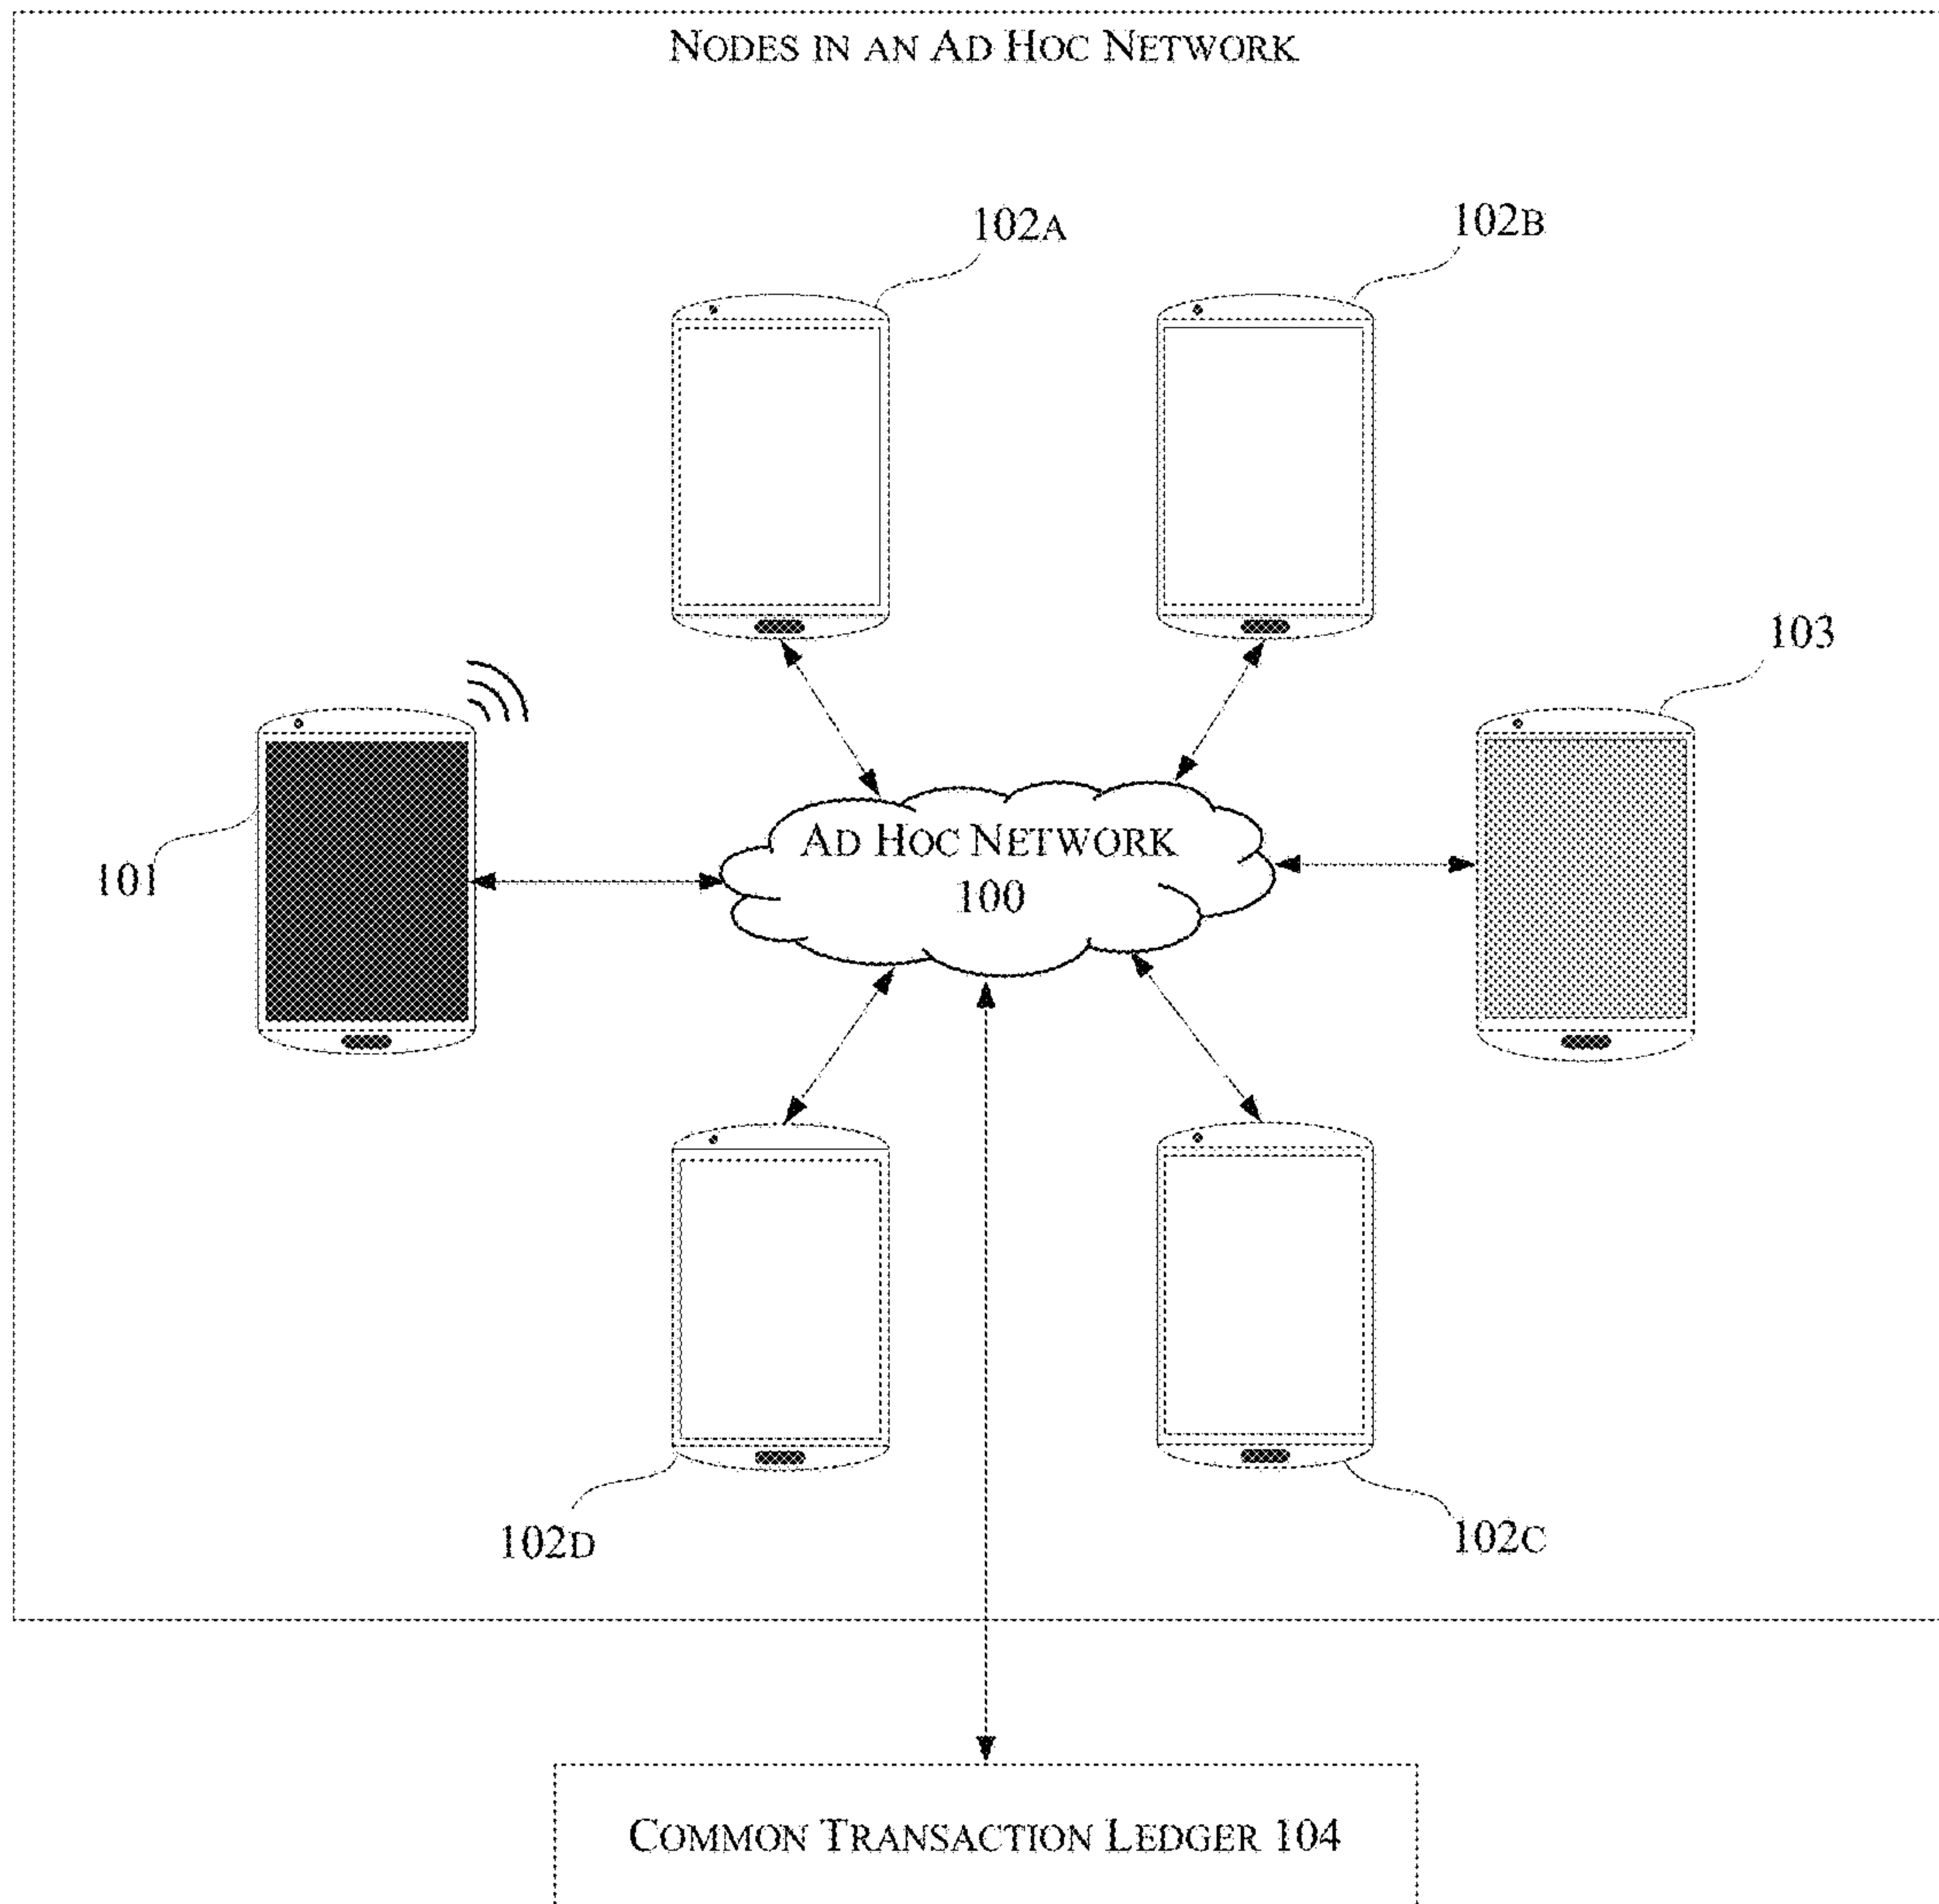 NODES IN AN AD HOC NETWORK
102A
102B
103
101
AD HOC NETWORK
100
102D
102C
COMMON TRANSACTION LEDGER 104